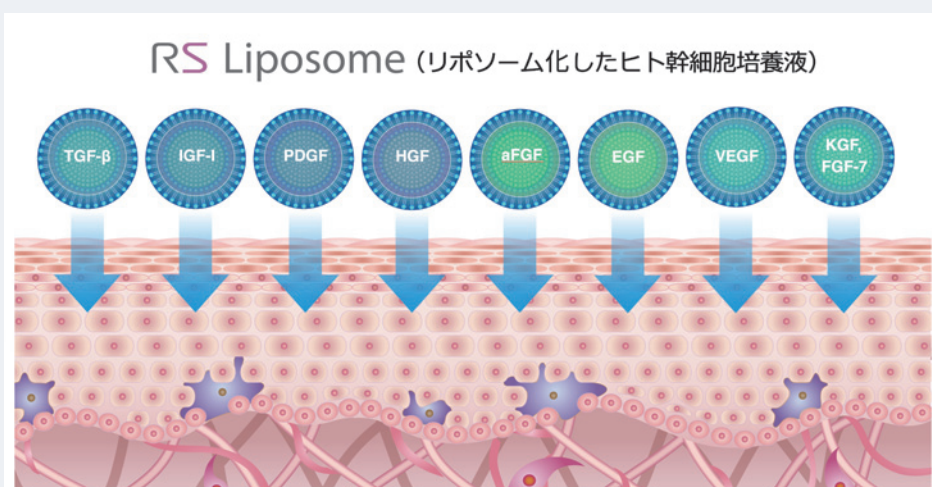 RS Liposome (リポソーム化したヒト幹細胞培養液)
TGF-β
IGF-I
PDGF
HGF
aFGF
EGF
VEGF
KGF,
FGF-7